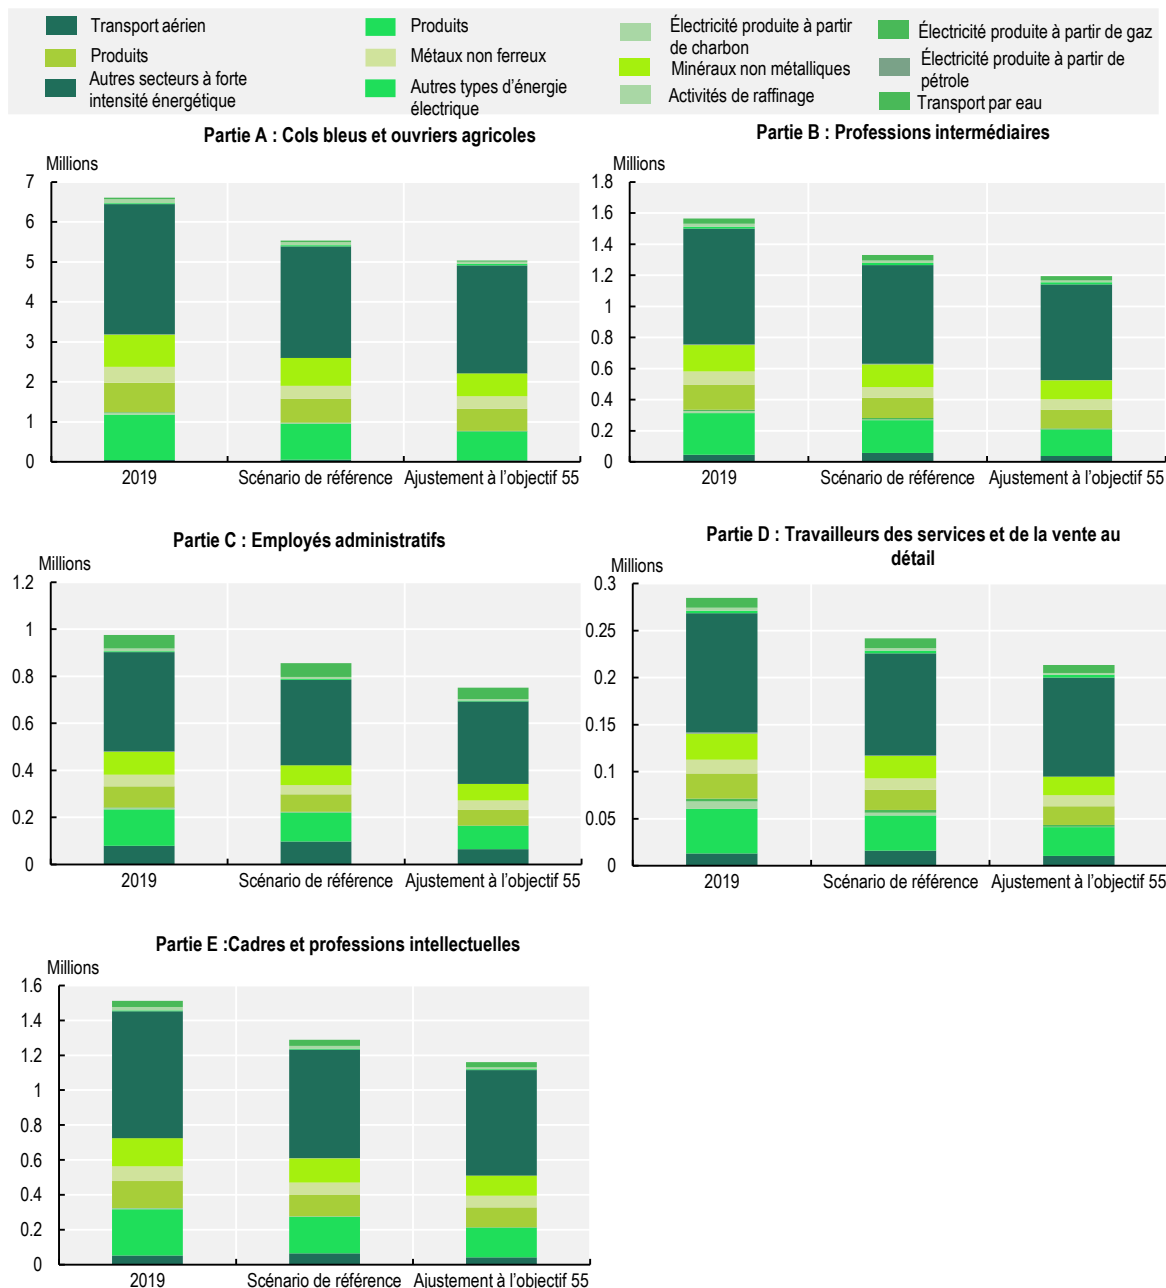 Transport aérien
Produits
Autres secteurs à forte
intensité énergétique
Produits
Métaux non ferreux
Autres types d'énergie
électrique
Électricité produite à partir
de charbon
Minéraux non métalliques
Activités de raffinage
Électricité produite à partir de gaz
Électricité produite à partir de
pétrole
Transport par eau
Partie A : Cols bleus et ouvriers agricoles
Millions
7
6
5
4
3
2
1
0
2019
Scénario de référence
Ajustement à l'objectif 55
Partie B : Professions intermédiaires
Millions
1.8
1.6
1.4
1.2
1
0.8
0.6
0.4
0.2
0
2019
Scénario de référence
Ajustement à l'objectif 55
Partie C : Employés administratifs
Millions
1.2
1
0.8
0.6
0.4
0.2
0
2019
Scénario de référence
Ajustement à l'objectif 55
Partie D : Travailleurs des services et de la vente au
détail
Millions
0.3
0.25
0.2
0.15
0.1
0.05
0
2019
Scénario de référence
Ajustement à l'objectif 55
Partie E :Cadres et professions intellectuelles
Millions
1.6
1.4
1.2
1
0.8
0.6
0.4
0.2
0
2019
Scénario de référence
Ajustement à l'objectif 55